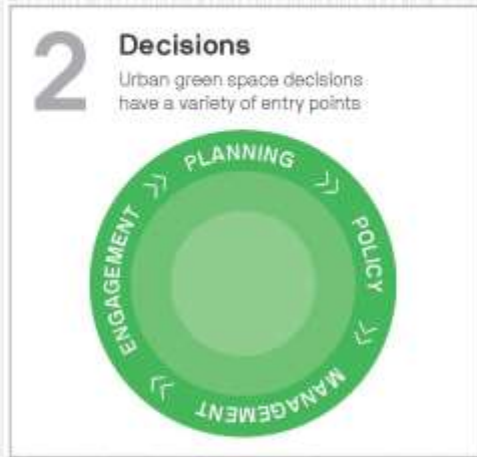 2
Decisions
Urban green space decisions
have a variety of entry points
PLANNING
POLICY
MANAGEMENT
ENGAGEMENT